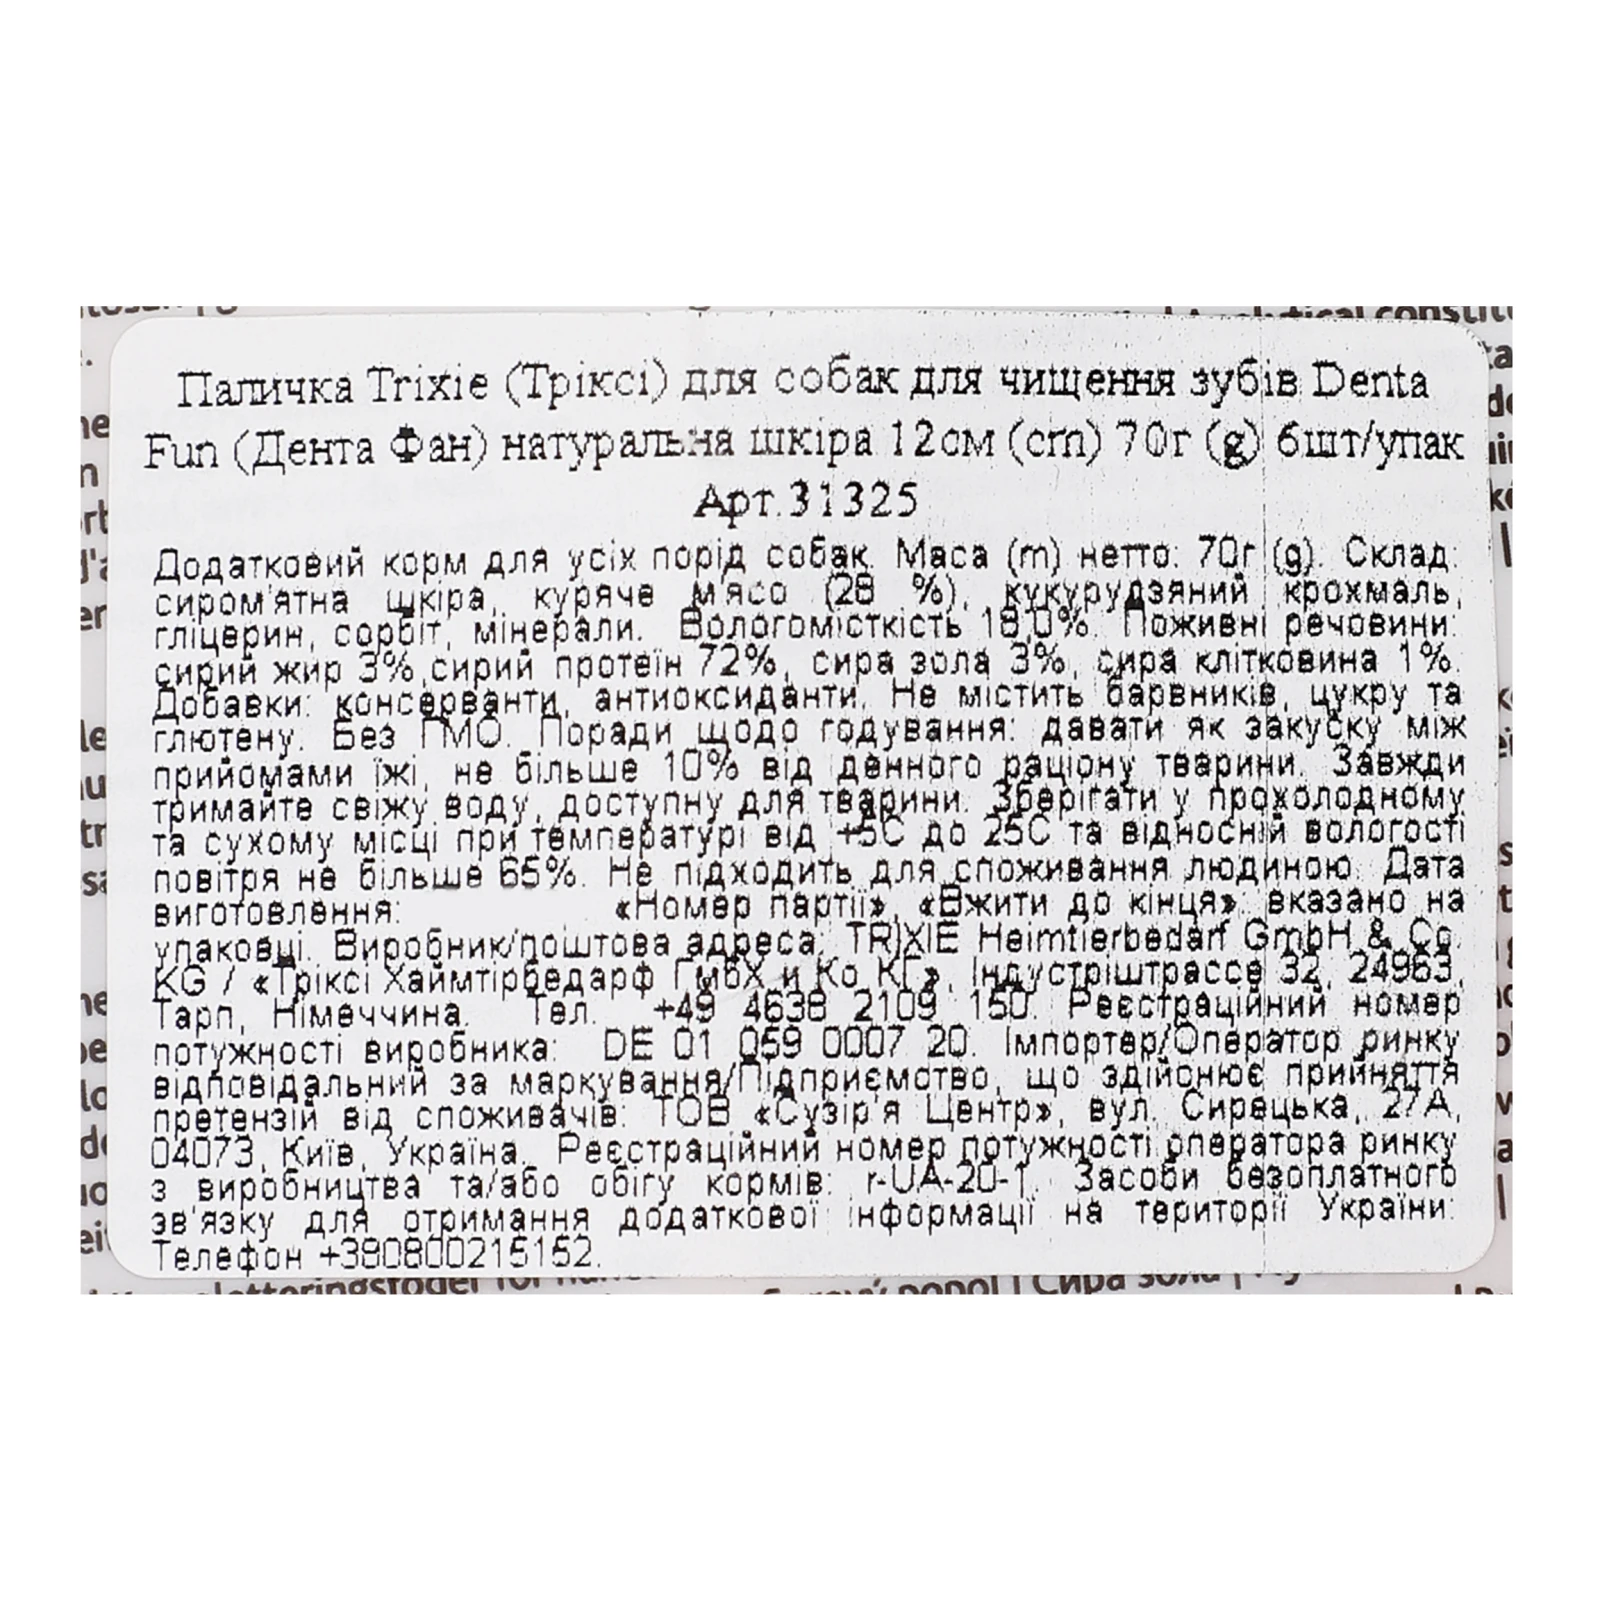 Паличка Trixie (Тріксі) для собак для чищення зубів Denta
Fun (Дента Фан) натуральна шкіра 12см (cm) 70г (g) 6шт/упак
Арт.31325
Додатковий корм для усіх порід собак. Маса (m) нетто: 70г (g). Склад:
сиром'ятна шкіра, куряче м'ясо (28 %), кукурудзяний крохмаль,
гліцерин, сорбіт, мінерали. Вологомісткість 18,0%. Поживні речовини:
сирий жир 3%,сирий протеїн 72%, сира зола 3%, сира клітковина 1%.
Добавки: консерванти, антиоксиданти. Не містить барвників, цукру та
глютену. Без ГМО. Поради щодо годування: давати як закуску між
прийомами їжі, не більше 10% від денного раціону тварини. Завжди
тримайте свіжу воду, доступну для тварини. Зберігати у прохолодному
та сухому місці при температурі від +5С до 25С та відносній вологості
повітря не більше 65%. Не підходить для споживання людиною. Дата
виготовлення: «Номер партії», «Вжити до кінця» вказано на
упаковці. Виробник/поштова адреса: TRIXIE Heimtierbedarf GmbH & Co.
KG / «Тріксі Хаймтірбедарф ГмбХ и Ко КГ», Індустріштрассе 32, 24963,
Тарп, Німеччина. Тел. +49 4638 2109 150. Реєстраційний номер
потужності виробника: DE 01 059 0007 20. Імпортер/Оператор ринку
відповідальний за маркування/Підприємство, що здійонює прийняття
претензій від споживачів: ТОВ «Сузір'я Центр», вул. Сирецька, 27А,
04073, Київ, Україна. Реєстраційний номер потужності оператора ринку
з виробництва та/або обігу кормів: r-UA-20-1. Засоби безоплатного
зв'язку для отримання додаткової інформації на території України:
Телефон +380800215152.